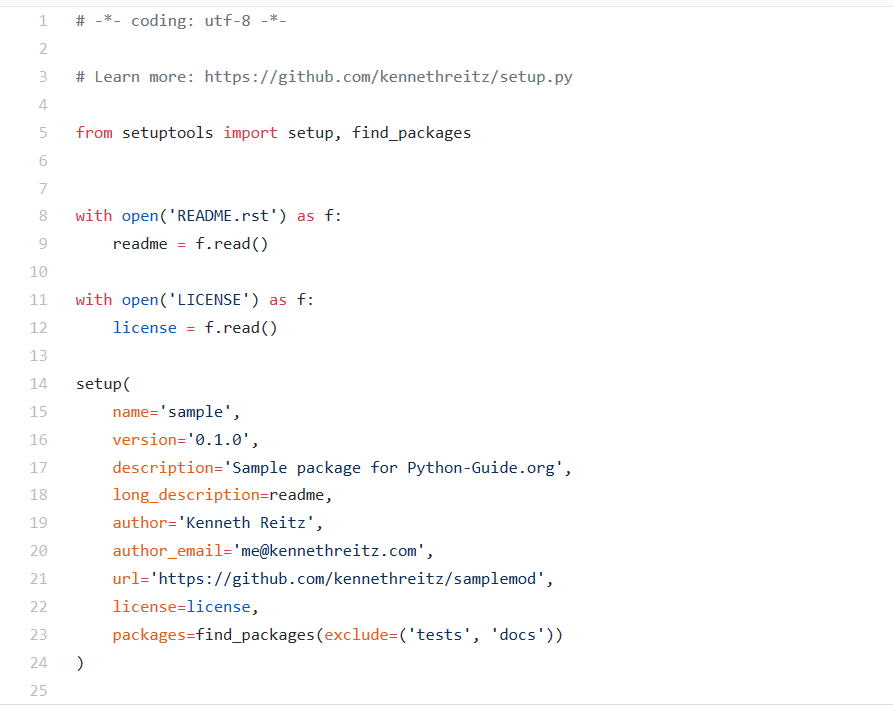 1 # -*- coding: utf-8 -*-
2
3 # Learn more: https://github.com/kennethreitz/setup.py
4
5 from setuptools import setup, find_packages
6
7
8 with open('README.rst') as f:
9     readme = f.read()
10
11 with open('LICENSE') as f:
12     license = f.read()
13
14 setup(
15     name='sample',
16     version='0.1.0',
17     description='Sample package for Python-Guide.org',
18     long_description=readme,
19     author='Kenneth Reitz',
20     author_email='me@kennethreitz.com',
21     url='https://github.com/kennethreitz/samplemod',
22     license=license,
23     packages=find_packages(exclude=('tests', 'docs'))
24 )
25